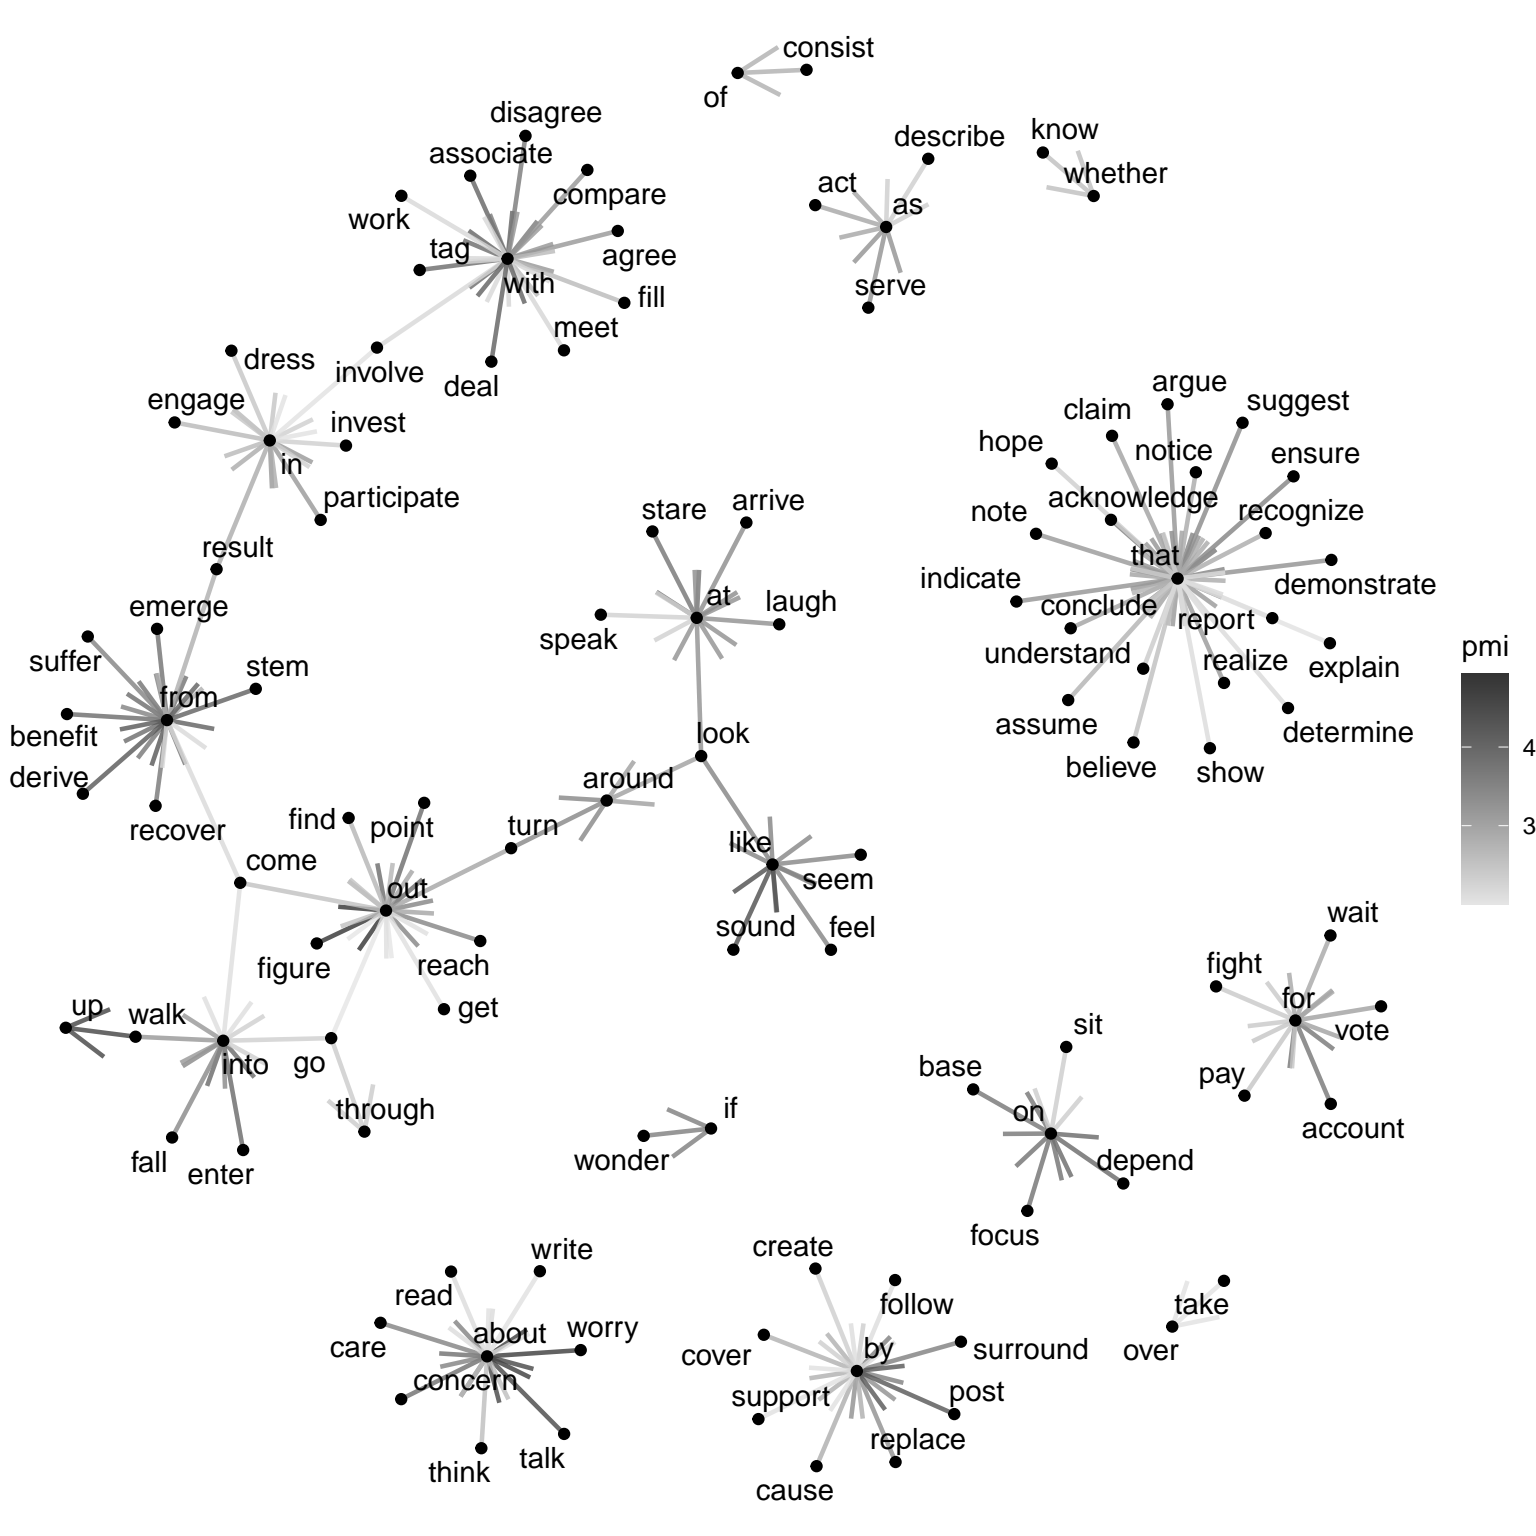 consist
of
disagree
describe
know
associate
whether
act
compare
as
work
tag
agree
with
serve
fill
meet
dress
involve
argue
deal
engage
suggest
claim
invest
hope
notice
ensure
in
participate
acknowledge
stare
arrive
note
recognize
result
that
indicate
demonstrate
emerge
at
laugh
conclude
report
speak
pmi
suffer
stem
understand
realize
explain
from
benefit
look
assume
determine
4
derive
around
believe
show
find
point
turn
3
recover
like
come
seem
out
wait
sound
feel
figure
reach
fight
for
up
walk
get
sit
vote
into
go
base
pay
through
if
on
account
fall
enter
wonder
depend
focus
write
create
read
follow
take
about
worry
care
cover
by
surround
over
concern
support
post
replace
think
talk
cause